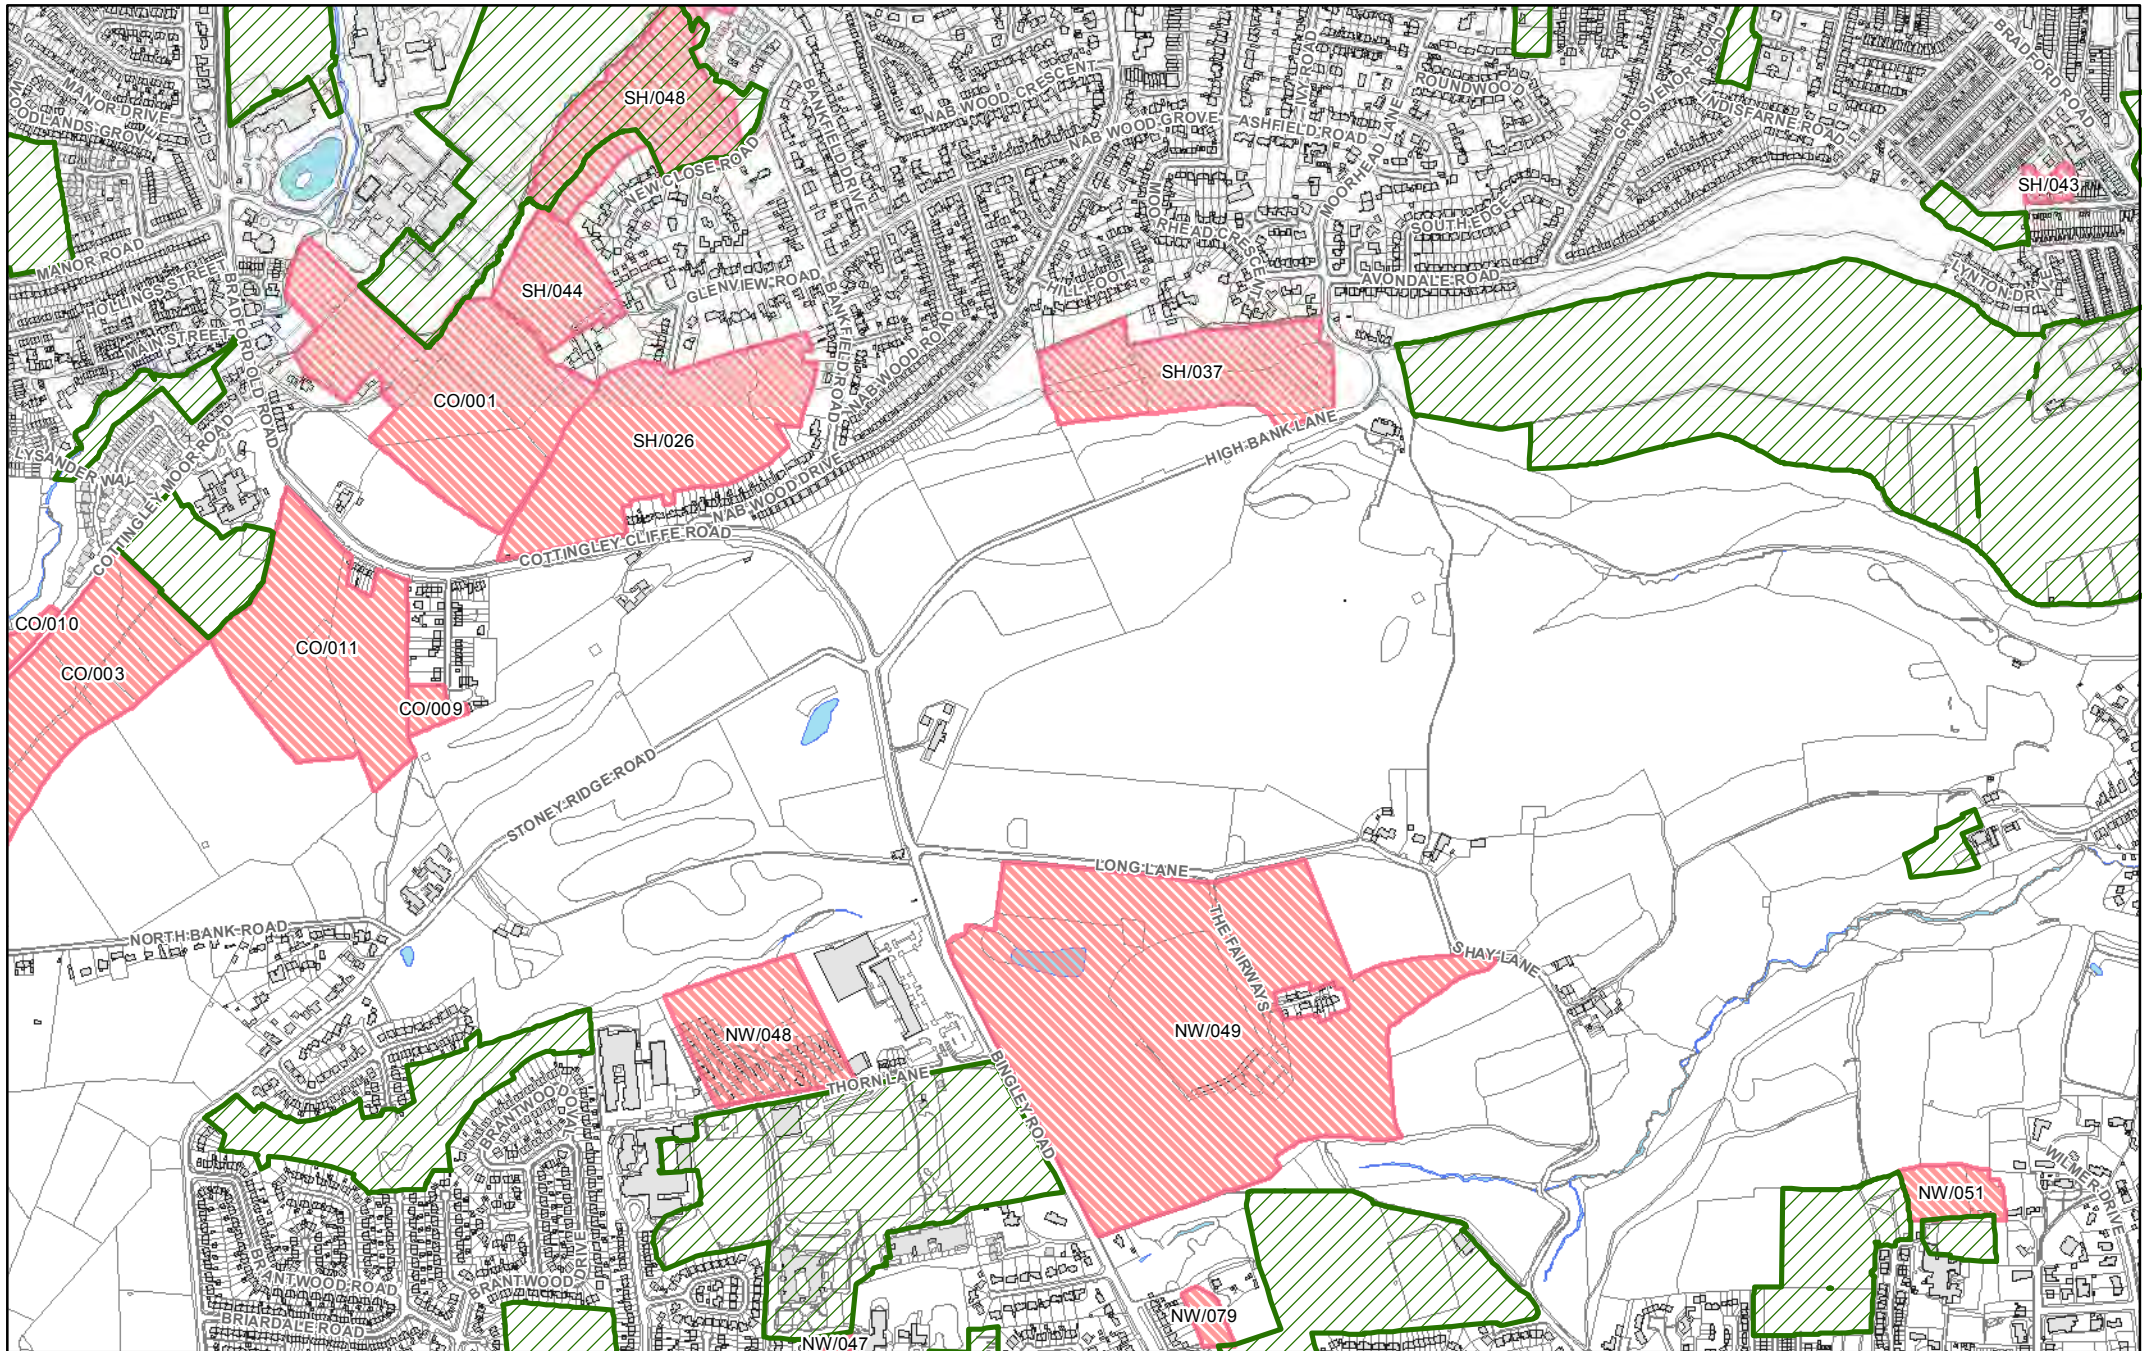 BRADFORD ROAD
MANOR DRIVE
WOODLANDS GROVE
SH/048
BANKFIELD DRIVE
NAB WOOD CRESCENT
NAB WOOD GROVE
IVY ROAD
ASHFIELD ROAD
MOORHEAD LANE
ROUNDWOOD
GROSVENOR ROAD
LINDISFARNE ROAD
SH/043
NEW CLOSE ROAD
MOORHEAD CRESCENT
SOUTH EDGE
MANOR ROAD
HOLLINGS STREET
MAIN STREET
BRADFORD OLD ROAD
SH/044
GLENVIEW ROAD
BANKFIELD ROAD
HILL FOOT
AVONDALE ROAD
LYNTON DRIVE
NAB WOOD ROAD
CO/001
SH/037
SH/026
HIGH BANK LANE
LYSANDER WAY
COTTINGLEY MOOR ROAD
NAB WOOD DRIVE
COTTINGLEY CLIFFE ROAD
CO/010
CO/003
CO/011
CO/009
STONEY RIDGE ROAD
LONG LANE
THE FAIRWAYS
NORTH BANK ROAD
SHAY LANE
NW/048
NW/049
THORN LANE
BINGLEY ROAD
WILMER DRIVE
NW/051
BRANTWOOD ROAD
BRANTWOOD DRIVE
BRIARDALE ROAD
NW/079
NW/047